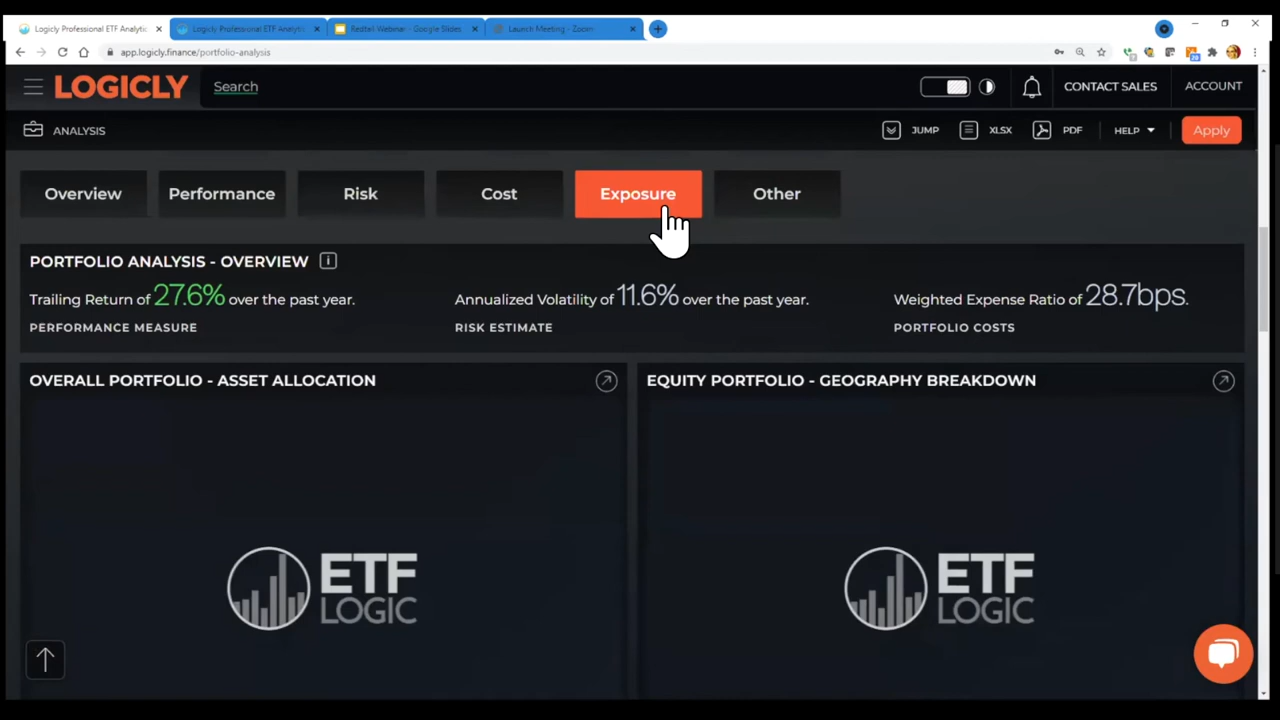 Logicly Professional ETF Analytic
Logicly Professional ETF Analytic
Redtail Webinar - Google Slides
Launch Meeting - Zoom
app.logicly.finance/portfolio-analysis
LOGICLY
Search
CONTACT SALES
ACCOUNT
ANALYSIS
JUMP
XLSX
PDF
HELP
Apply
Overview
Performance
Risk
Cost
Exposure
Other
PORTFOLIO ANALYSIS - OVERVIEW
Trailing Return of 27.6% over the past year.
PERFORMANCE MEASURE
Annualized Volatility of 11.6% over the past year.
RISK ESTIMATE
Weighted Expense Ratio of 28.7bps.
PORTFOLIO COSTS
OVERALL PORTFOLIO - ASSET ALLOCATION
EQUITY PORTFOLIO - GEOGRAPHY BREAKDOWN
ETF
LOGIC
ETF
LOGIC